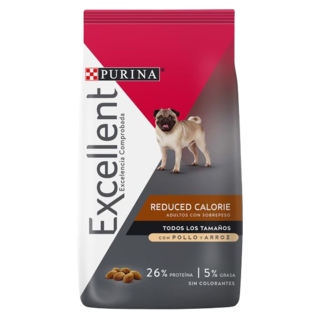 PURINA
Excellent
Excelencia Comprobada
REDUCED CALORIE
ADULTOS CON SOBREPESO
TODOS LOS TAMAÑOS
CON POLLO Y ARROZ
26% PROTEÍNA | 5% GRASA
SIN COLORANTES